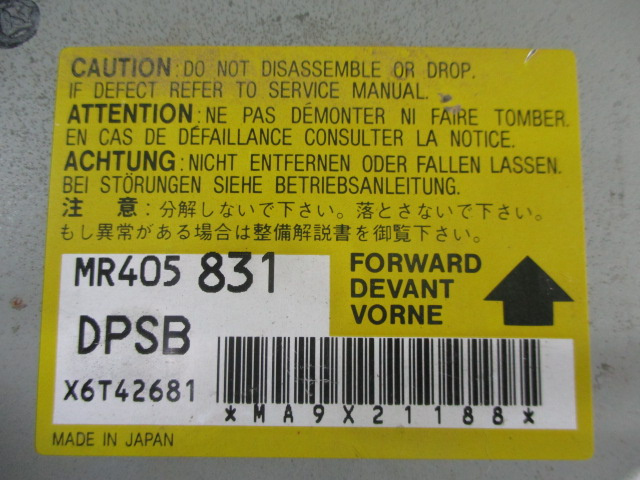 CAUTION: DO NOT DISASSEMBLE OR DROP.
IF DEFECT REFER TO SERVICE MANUAL.
ATTENTION: NE PAS DÉMONTER NI FAIRE TOMBER.
EN CAS DE DÉFAILLANCE CONSULTER LA NOTICE.
ACHTUNG: NICHT ENTFERNEN ODER FALLEN LASSEN.
BEI STÖRUNGEN SIEHE BETRIEBSANLEITUNG.
注 意: 分解しないで下さい。落とさないで下さい。
もし異常がある場合は整備解説書を御覧下さい。
MR405 831
DPSB
X6T42681
FORWARD
DEVANT
VORNE
*MA9X21188*
MADE IN JAPAN